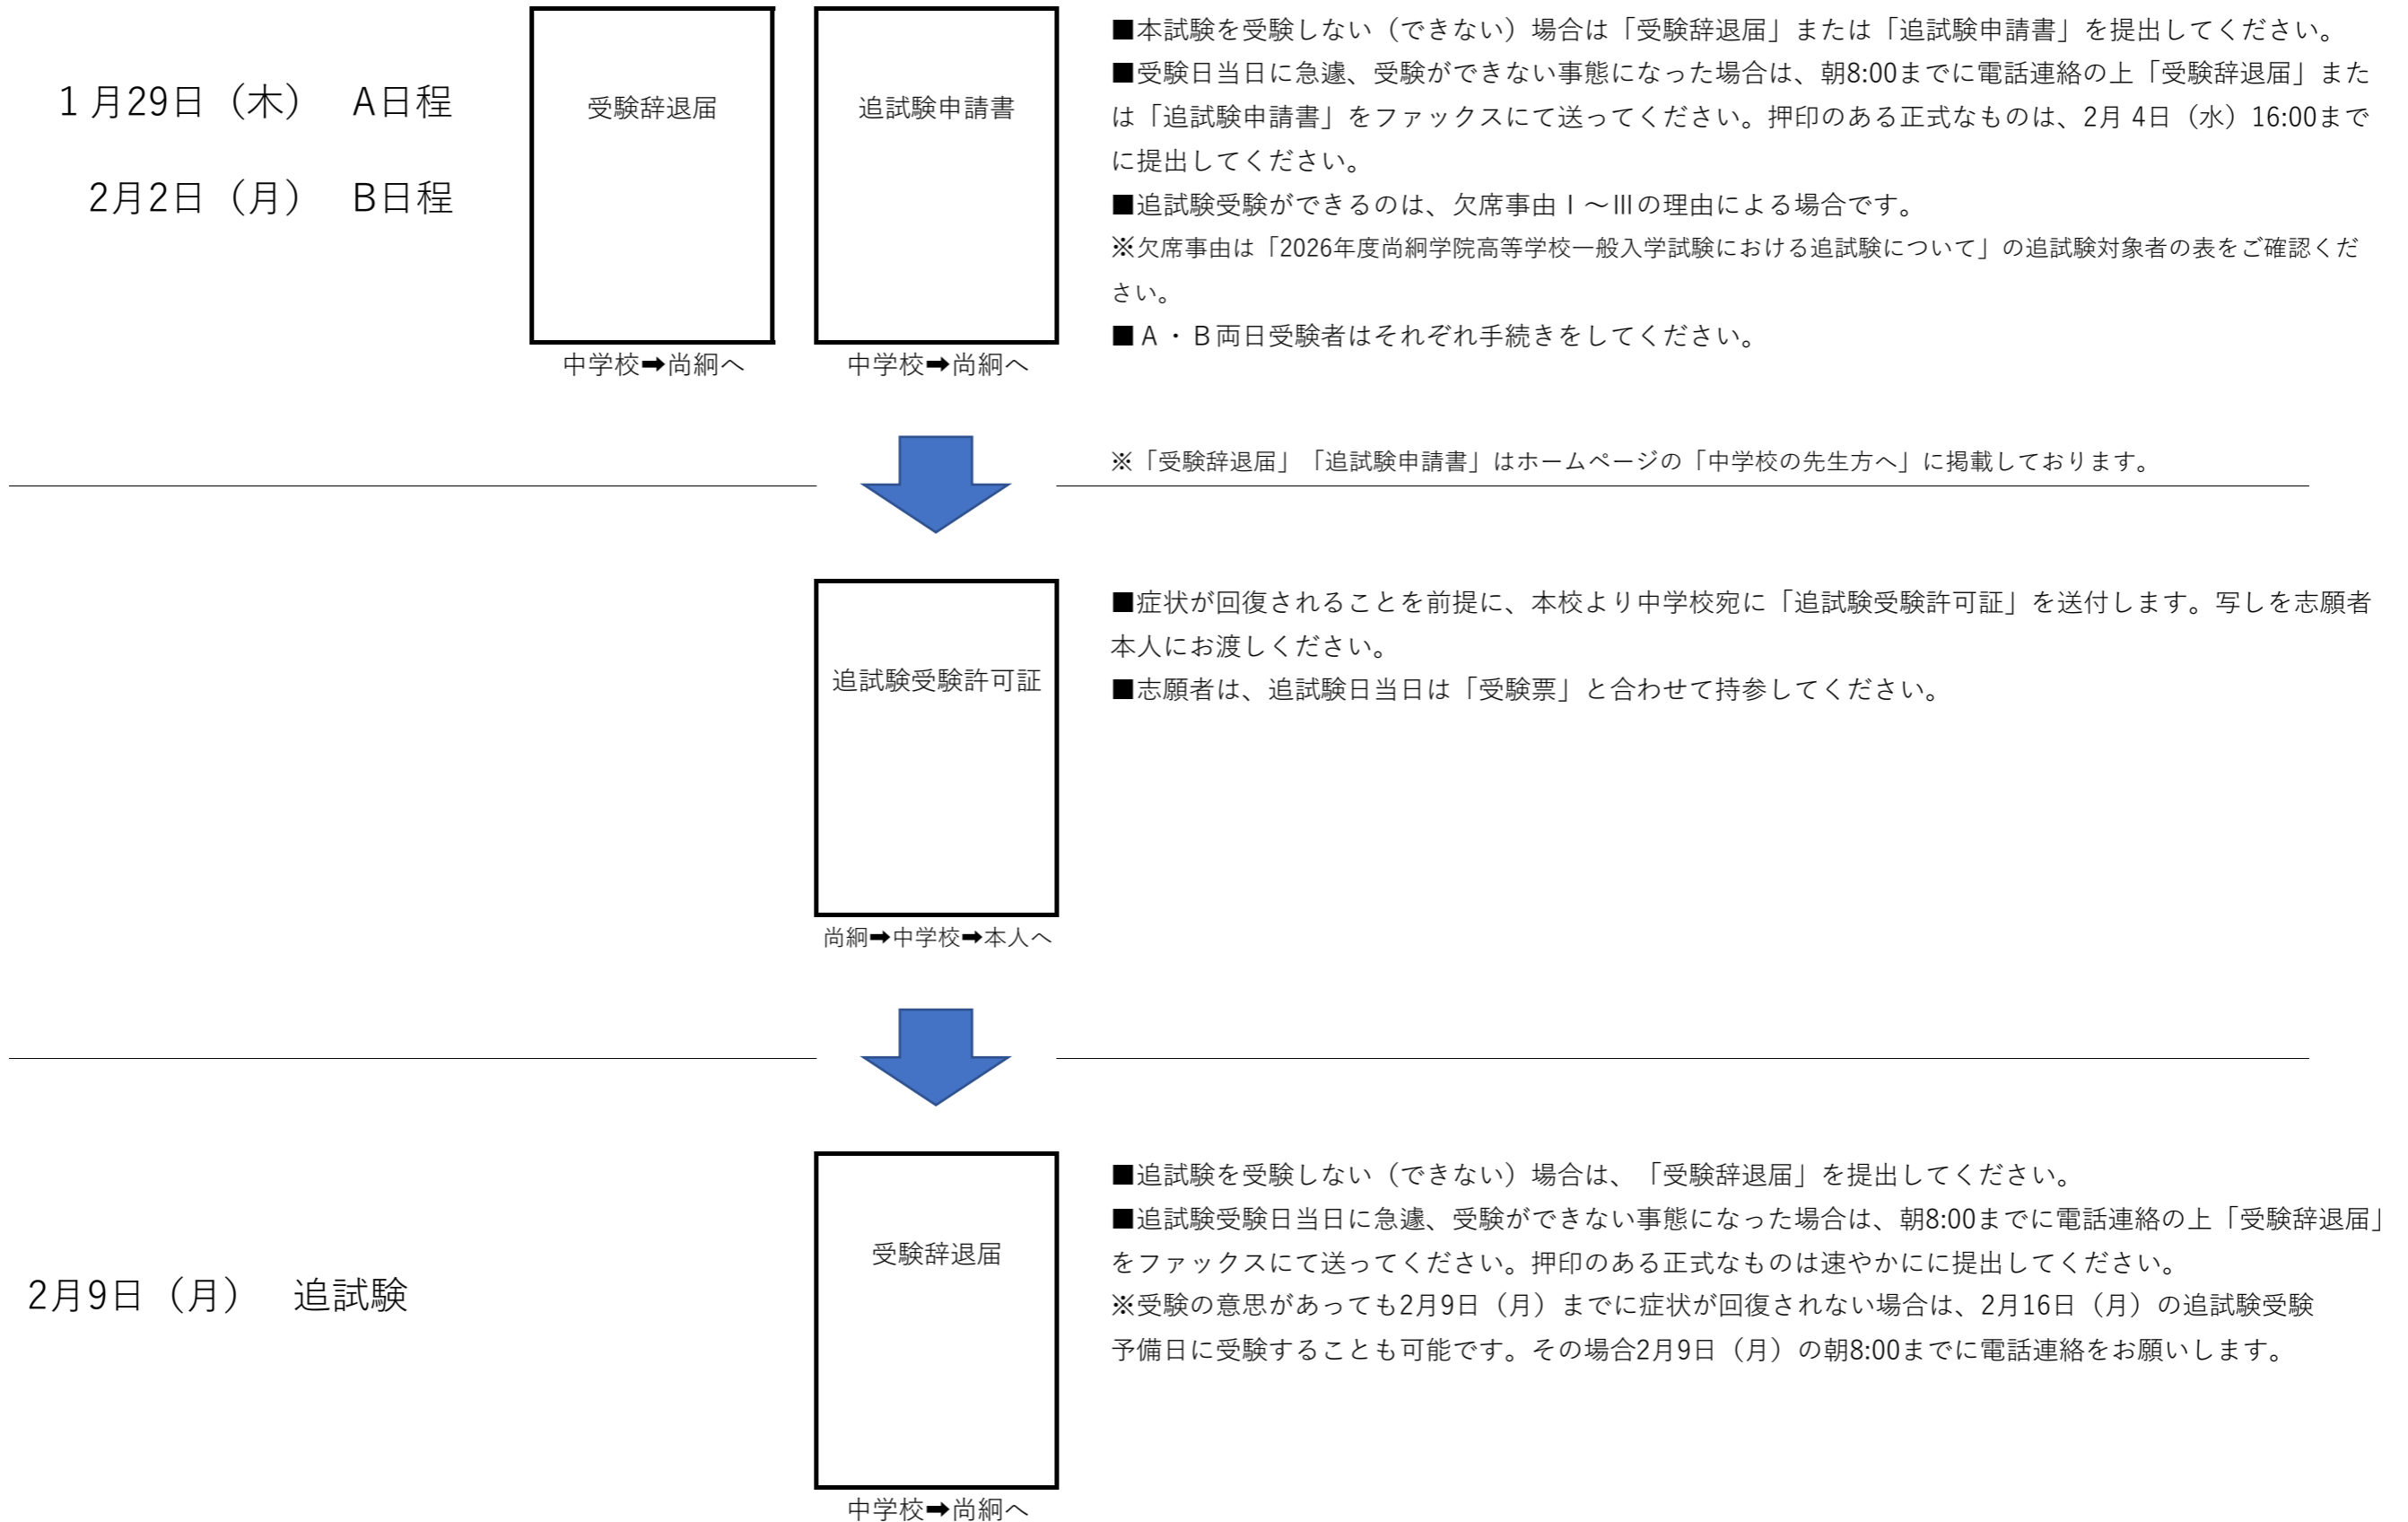 1月29日（木）　A日程
2月2日（月）　B日程
受験辞退届
中学校➡尚絅へ
追試験申請書
中学校➡尚絅へ
■本試験を受験しない（できない）場合は「受験辞退届」または「追試験申請書」を提出してください。
■受験日当日に急遽、受験ができない事態になった場合は、朝8:00までに電話連絡の上「受験辞退届」また
は「追試験申請書」をファックスにて送ってください。押印のある正式なものは、2月 4日（水）16:00まで
に提出してください。
■追試験受験ができるのは、欠席事由Ⅰ～Ⅲの理由による場合です。
※欠席事由は「2026年度尚絅学院高等学校一般入学試験における追試験について」の追試験対象者の表をご確認くだ
さい。
■A・B両日受験者はそれぞれ手続きをしてください。
※「受験辞退届」「追試験申請書」はホームページの「中学校の先生方へ」に掲載しております。
追試験受験許可証
尚絅➡中学校➡本人へ
■症状が回復されることを前提に、本校より中学校宛に「追試験受験許可証」を送付します。写しを志願者
本人にお渡しください。
■志願者は、追試験日当日は「受験票」と合わせて持参してください。
2月9日（月）　追試験
受験辞退届
中学校➡尚絅へ
■追試験を受験しない（できない）場合は、「受験辞退届」を提出してください。
■追試験受験日当日に急遽、受験ができない事態になった場合は、朝8:00までに電話連絡の上「受験辞退届」
をファックスにて送ってください。押印のある正式なものは速やかにに提出してください。
※受験の意思があっても2月9日（月）までに症状が回復されない場合は、2月16日（月）の追試験受験
予備日に受験することも可能です。その場合2月9日（月）の朝8:00までに電話連絡をお願いします。